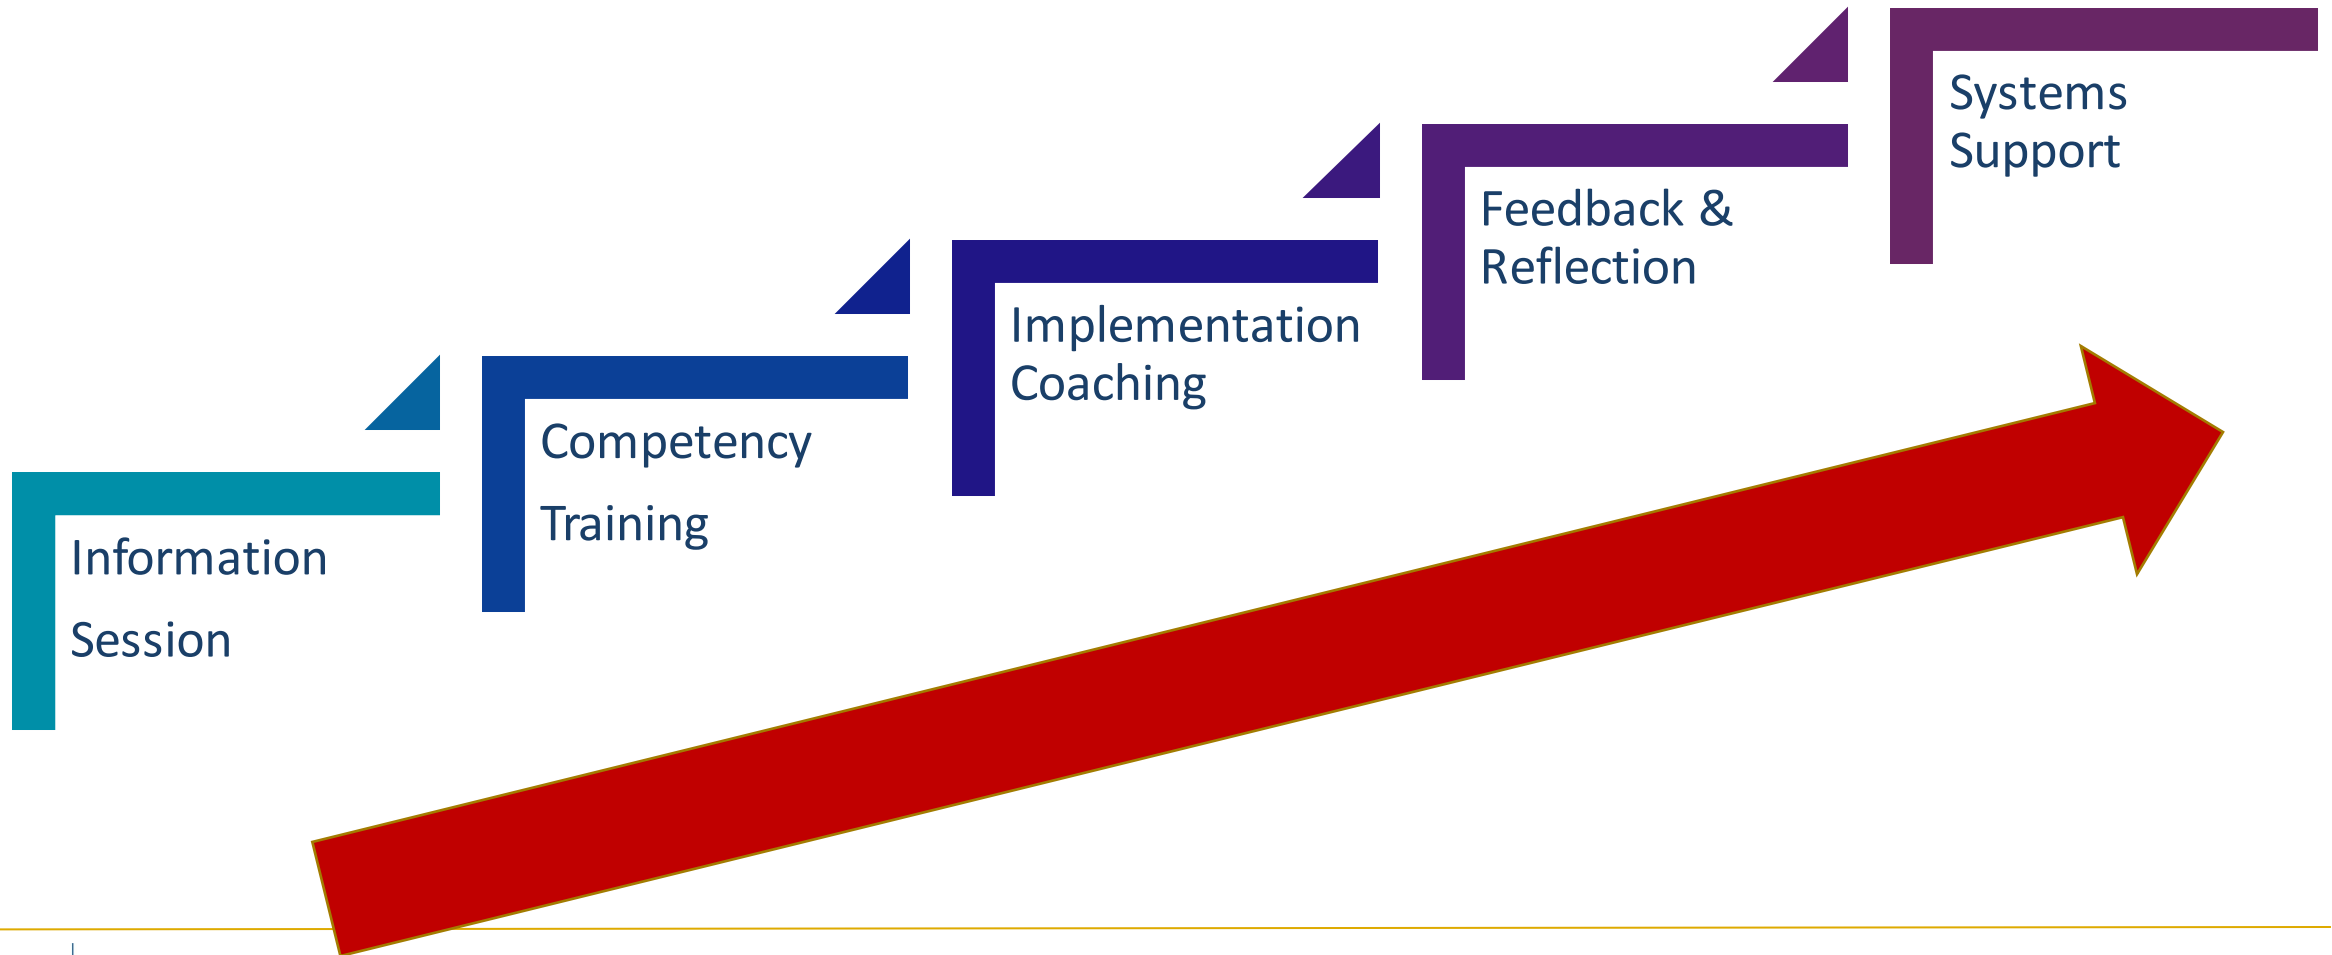 Information
Session
Competency
Training
Implementation
Coaching
Feedback &
Reflection
Systems
Support